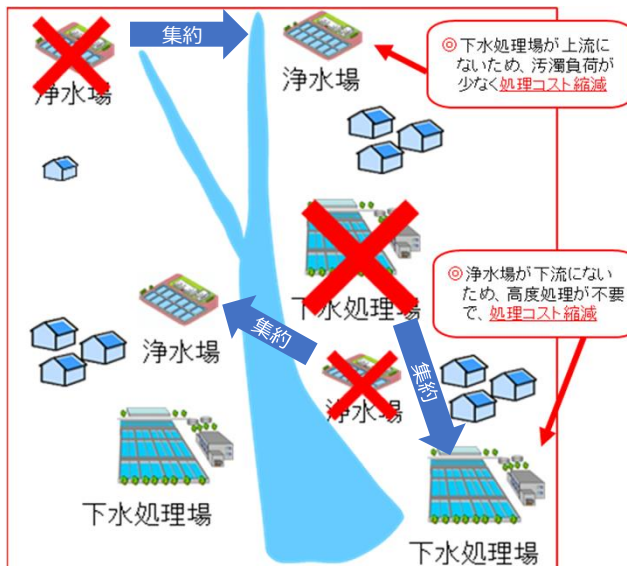 集約
浄水場
浄水場
◎下水処理場が上流に
ないため、汚濁負荷が
少なく処理コスト縮減
下水処理場
◎浄水場が下流にない
ため、高度処理が不要
で、処理コスト縮減
集約
浄水場
浄水場
集約
下水処理場
下水処理場